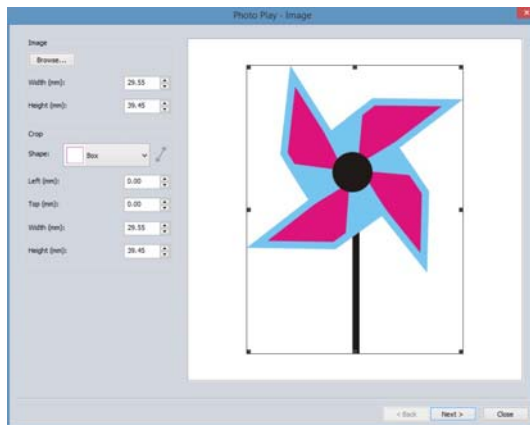 Photo Play - Image
Image
Browse...
Width (mm): 29.55
Height (mm): 39.45
Crop
Shape: Box
Left (mm): 0.00
Top (mm): 0.00
Width (mm): 29.55
Height (mm): 39.45
< Back Next > Close